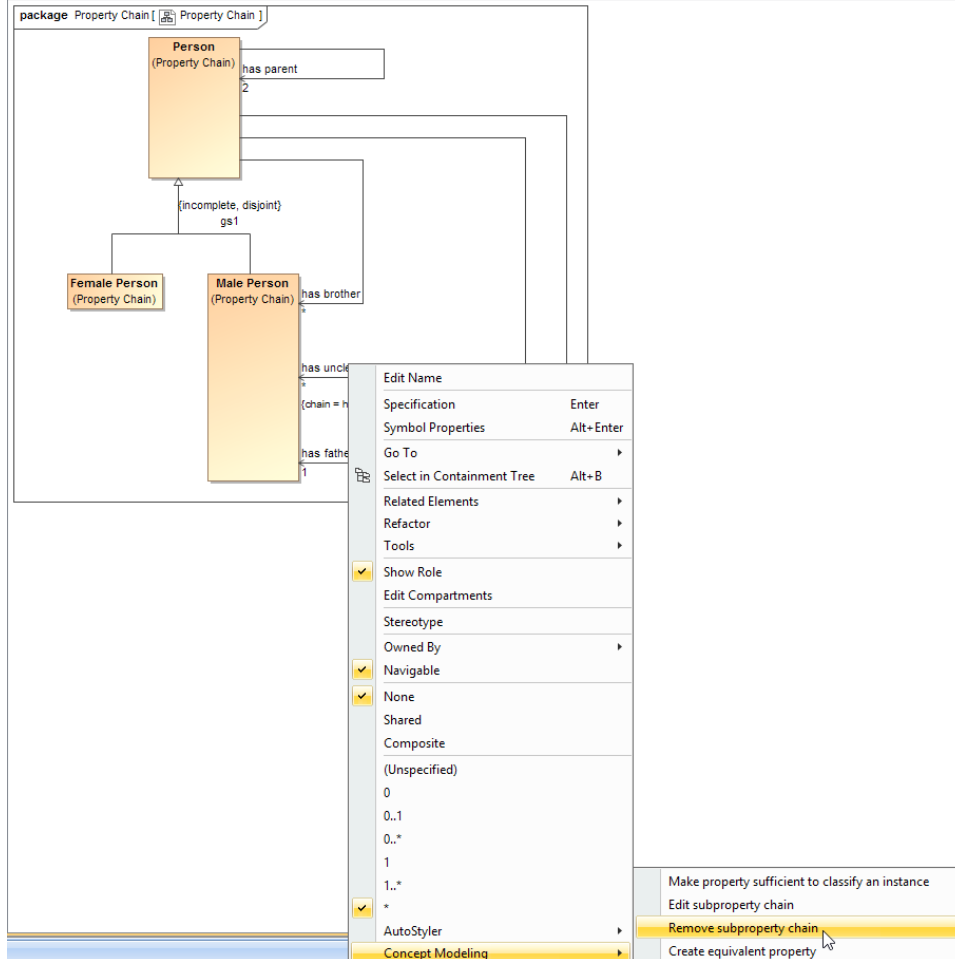 package Property Chain [ Property Chain ]
Person
(Property Chain)
has parent
2
{incomplete, disjoint}
gs1
Female Person
(Property Chain)
Male Person
(Property Chain)
has brother
*
has uncle
*
{chain = h
has fathe
1
Edit Name
Specification Enter
Symbol Properties Alt+Enter
Go To
Select in Containment Tree Alt+B
Related Elements
Refactor
Tools
Show Role
Edit Compartments
Stereotype
Owned By
Navigable
None
Shared
Composite
(Unspecified)
0
0..1
0..*
1
1..*
*
AutoStyler
Concept Modeling
Make property sufficient to classify an instance
Edit subproperty chain
Remove subproperty chain
Create equivalent property